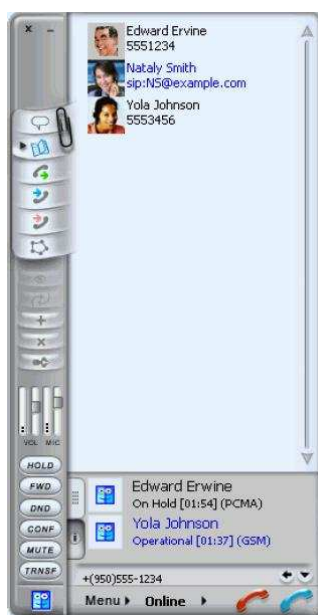 Edward Ervine
5551234
Nataly Smith
sip:NS@example.com
Yola Johnson
5553456
VOL MIC
HOLD
FWD
DND
CONF
MUTE
TRNSF
Edward Erwine
On Hold [01:54] (PCMA)
Yola Johnson
Operational [01:37] (GSM)
+(950)555-1234
Menu Online